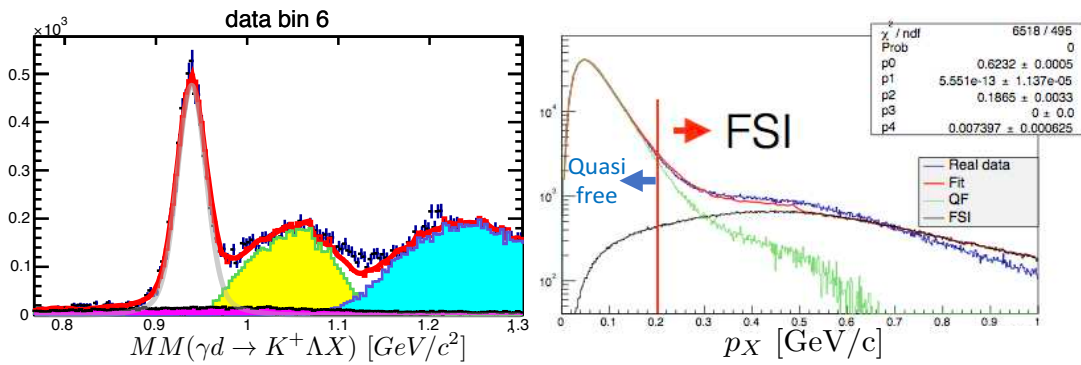 data bin 6
×10³
0.5
0.4
0.3
0.2
0.1
0
0.8 0.9 1 1.1 1.2 1.3
MM(γd → K⁺ΛX) [GeV/c²]
χ² / ndf 6518 / 495
Prob 0
p0 0.6232 ± 0.0005
p1 5.551e-13 ± 1.137e-05
p2 0.1865 ± 0.0033
p3 0 ± 0.0
p4 0.007397 ± 0.000625
10⁴
10³
10²
FSI
Quasi
free
Real data
Fit
QF
FSI
0 0.1 0.2 0.3 0.4 0.5 0.6 0.7 0.8 0.9 1
p_X [GeV/c]